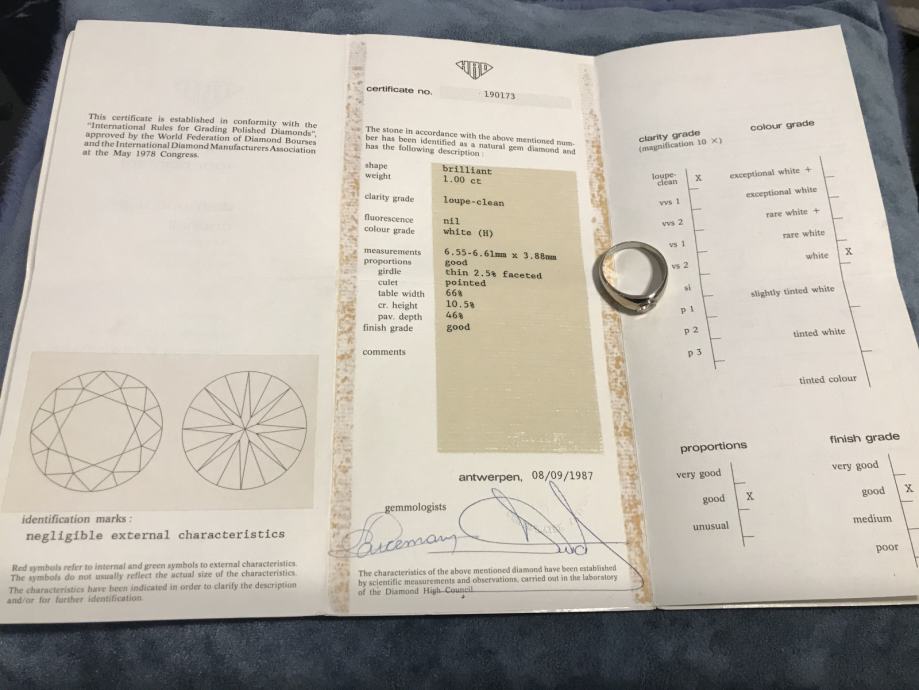 This certificate is established in conformity with the
"International Rules for Grading Polished Diamonds",
approved by the World Federation of Diamond Bourses
and the International Diamond Manufacturers Association
at the May 1978 Congress.
identification marks :
negligible external characteristics
Red symbols refer to internal and green symbols to external characteristics.
The symbols do not usually reflect the actual size of the characteristics.
The characteristics have been indicated in order to clarify the description
and/or for further identification.
certificate no. 190173
The stone in accordance with the above mentioned num-
ber has been identified as a natural gem diamond and
has the following description :
shape brilliant
weight 1.00 ct
clarity grade loupe-clean
fluorescence nil
colour grade white (H)
measurements 6.55-6.61mm x 3.88mm
proportions good
girdle thin 2.5% faceted
culet pointed
table width 66%
cr. height 10.5%
pav. depth 46%
finish grade good
comments
antwerpen, 08/09/1987
gemmologists
The characteristics of the above mentioned diamond have been established
by scientific measurements and observations, carried out in the laboratory
of the Diamond High Council.
clarity grade
(magnification 10 ×)
loupe-
clean X
vvs 1
vvs 2
vs 1
vs 2
si
p 1
p 2
p 3
colour grade
exceptional white +
exceptional white
rare white +
rare white
white X
slightly tinted white
tinted white
tinted colour
proportions
very good
good X
unusual
finish grade
very good
good X
medium
poor